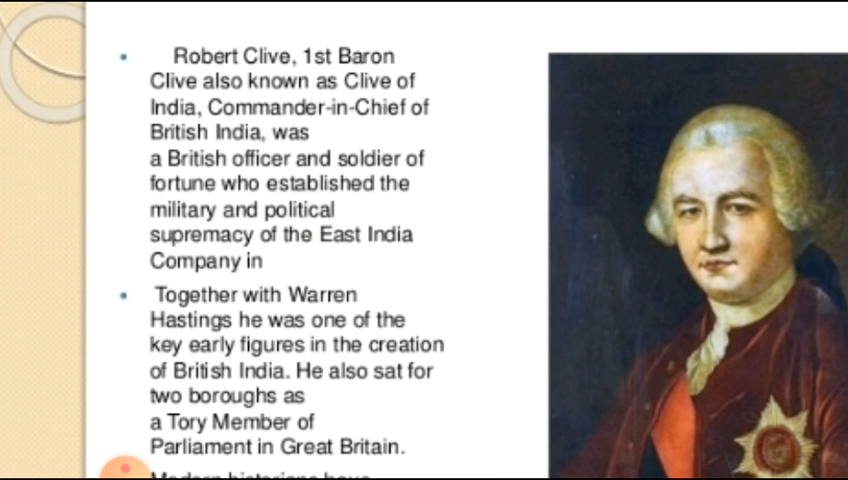 Robert Clive, 1st Baron
Clive also known as Clive of
India, Commander-in-Chief of
British India, was
a British officer and soldier of
fortune who established the
military and political
supremacy of the East India
Company in
Together with Warren
Hastings he was one of the
key early figures in the creation
of British India. He also sat for
two boroughs as
a Tory Member of
Parliament in Great Britain.
Modern historians have